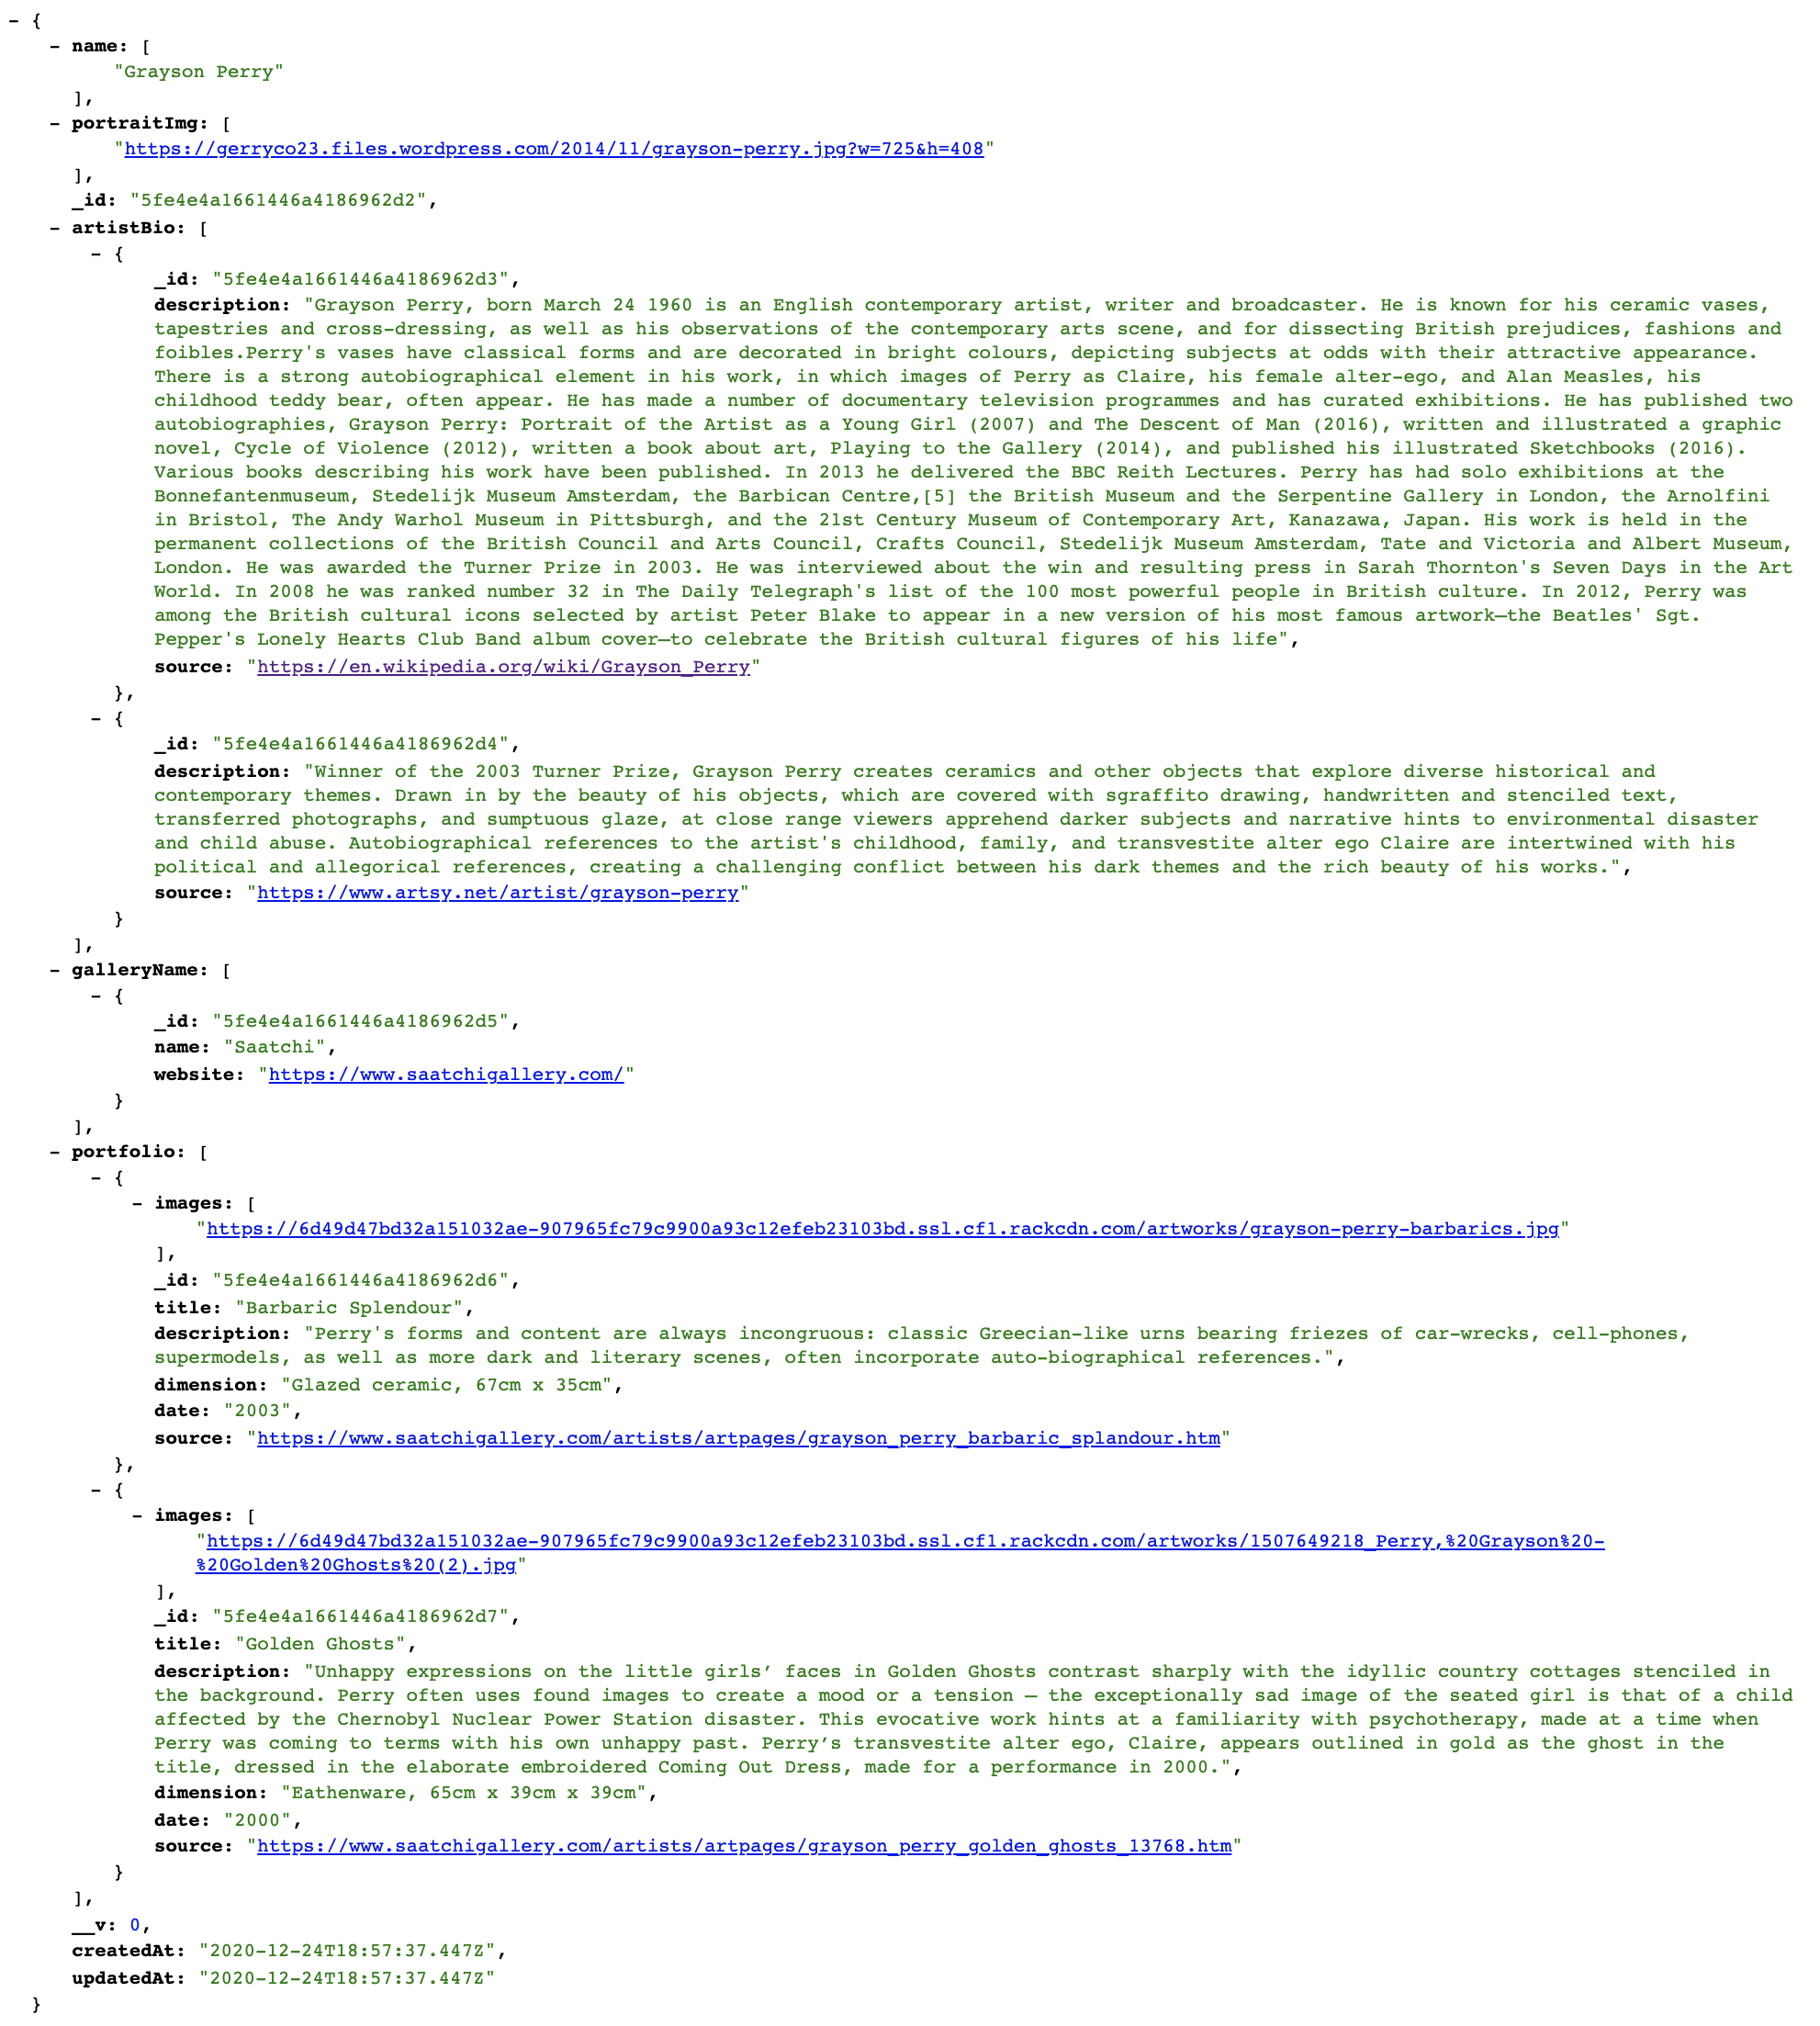 - {
- name: [
"Grayson Perry"
],
- portraitImg: [
"https://gerryco23.files.wordpress.com/2014/11/grayson-perry.jpg?w=725&h=408"
],
_id: "5fe4e4a1661446a4186962d2",
- artistBio: [
- {
_id: "5fe4e4a1661446a4186962d3",
description: "Grayson Perry, born March 24 1960 is an English contemporary artist, writer and broadcaster. He is known for his ceramic vases,
tapestries and cross-dressing, as well as his observations of the contemporary arts scene, and for dissecting British prejudices, fashions and
foibles.Perry's vases have classical forms and are decorated in bright colours, depicting subjects at odds with their attractive appearance.
There is a strong autobiographical element in his work, in which images of Perry as Claire, his female alter-ego, and Alan Measles, his
childhood teddy bear, often appear. He has made a number of documentary television programmes and has curated exhibitions. He has published two
autobiographies, Grayson Perry: Portrait of the Artist as a Young Girl (2007) and The Descent of Man (2016), written and illustrated a graphic
novel, Cycle of Violence (2012), written a book about art, Playing to the Gallery (2014), and published his illustrated Sketchbooks (2016).
Various books describing his work have been published. In 2013 he delivered the BBC Reith Lectures. Perry has had solo exhibitions at the
Bonnefantenmuseum, Stedelijk Museum Amsterdam, the Barbican Centre,[5] the British Museum and the Serpentine Gallery in London, the Arnolfini
in Bristol, The Andy Warhol Museum in Pittsburgh, and the 21st Century Museum of Contemporary Art, Kanazawa, Japan. His work is held in the
permanent collections of the British Council and Arts Council, Crafts Council, Stedelijk Museum Amsterdam, Tate and Victoria and Albert Museum,
London. He was awarded the Turner Prize in 2003. He was interviewed about the win and resulting press in Sarah Thornton's Seven Days in the Art
World. In 2008 he was ranked number 32 in The Daily Telegraph's list of the 100 most powerful people in British culture. In 2012, Perry was
among the British cultural icons selected by artist Peter Blake to appear in a new version of his most famous artwork—the Beatles' Sgt.
Pepper's Lonely Hearts Club Band album cover—to celebrate the British cultural figures of his life",
source: "https://en.wikipedia.org/wiki/Grayson_Perry"
},
- {
_id: "5fe4e4a1661446a4186962d4",
description: "Winner of the 2003 Turner Prize, Grayson Perry creates ceramics and other objects that explore diverse historical and
contemporary themes. Drawn in by the beauty of his objects, which are covered with sgraffito drawing, handwritten and stenciled text,
transferred photographs, and sumptuous glaze, at close range viewers apprehend darker subjects and narrative hints to environmental disaster
and child abuse. Autobiographical references to the artist's childhood, family, and transvestite alter ego Claire are intertwined with his
political and allegorical references, creating a challenging conflict between his dark themes and the rich beauty of his works.",
source: "https://www.artsy.net/artist/grayson-perry"
}
],
- galleryName: [
- {
_id: "5fe4e4a1661446a4186962d5",
name: "Saatchi",
website: "https://www.saatchigallery.com/"
}
],
- portfolio: [
- {
- images: [
"https://6d49d47bd32a151032ae-907965fc79c9900a93c12efeb23103bd.ssl.cf1.rackcdn.com/artworks/grayson-perry-barbarics.jpg"
],
_id: "5fe4e4a1661446a4186962d6",
title: "Barbaric Splendour",
description: "Perry's forms and content are always incongruous: classic Greecian-like urns bearing friezes of car-wrecks, cell-phones,
supermodels, as well as more dark and literary scenes, often incorporate auto-biographical references.",
dimension: "Glazed ceramic, 67cm x 35cm",
date: "2003",
source: "https://www.saatchigallery.com/artists/artpages/grayson_perry_barbaric_splandour.htm"
},
- {
- images: [
"https://6d49d47bd32a151032ae-907965fc79c9900a93c12efeb23103bd.ssl.cf1.rackcdn.com/artworks/1507649218_Perry,%20Grayson%20-
%20Golden%20Ghosts%20(2).jpg"
],
_id: "5fe4e4a1661446a4186962d7",
title: "Golden Ghosts",
description: "Unhappy expressions on the little girls’ faces in Golden Ghosts contrast sharply with the idyllic country cottages stenciled in
the background. Perry often uses found images to create a mood or a tension – the exceptionally sad image of the seated girl is that of a child
affected by the Chernobyl Nuclear Power Station disaster. This evocative work hints at a familiarity with psychotherapy, made at a time when
Perry was coming to terms with his own unhappy past. Perry’s transvestite alter ego, Claire, appears outlined in gold as the ghost in the
title, dressed in the elaborate embroidered Coming Out Dress, made for a performance in 2000.",
dimension: "Eathenware, 65cm x 39cm x 39cm",
date: "2000",
source: "https://www.saatchigallery.com/artists/artpages/grayson_perry_golden_ghosts_13768.htm"
}
],
__v: 0,
createdAt: "2020-12-24T18:57:37.447Z",
updatedAt: "2020-12-24T18:57:37.447Z"
}